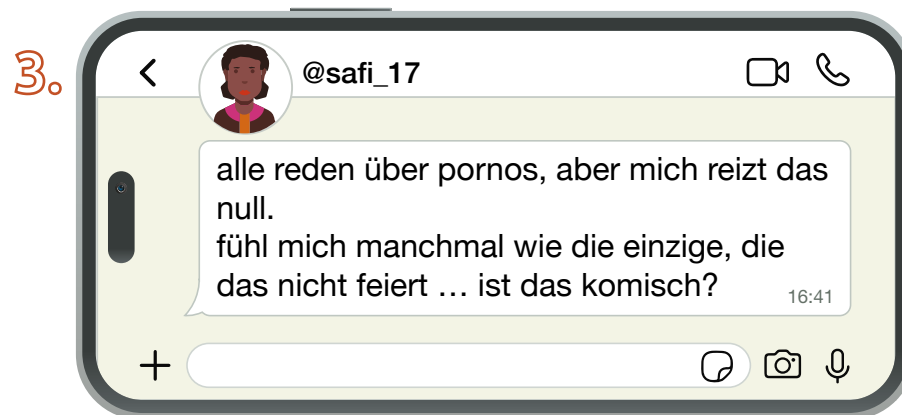 3.
@safi_17
alle reden über pornos, aber mich reizt das
null.
fühl mich manchmal wie die einzige, die
das nicht feiert … ist das komisch?
16:41